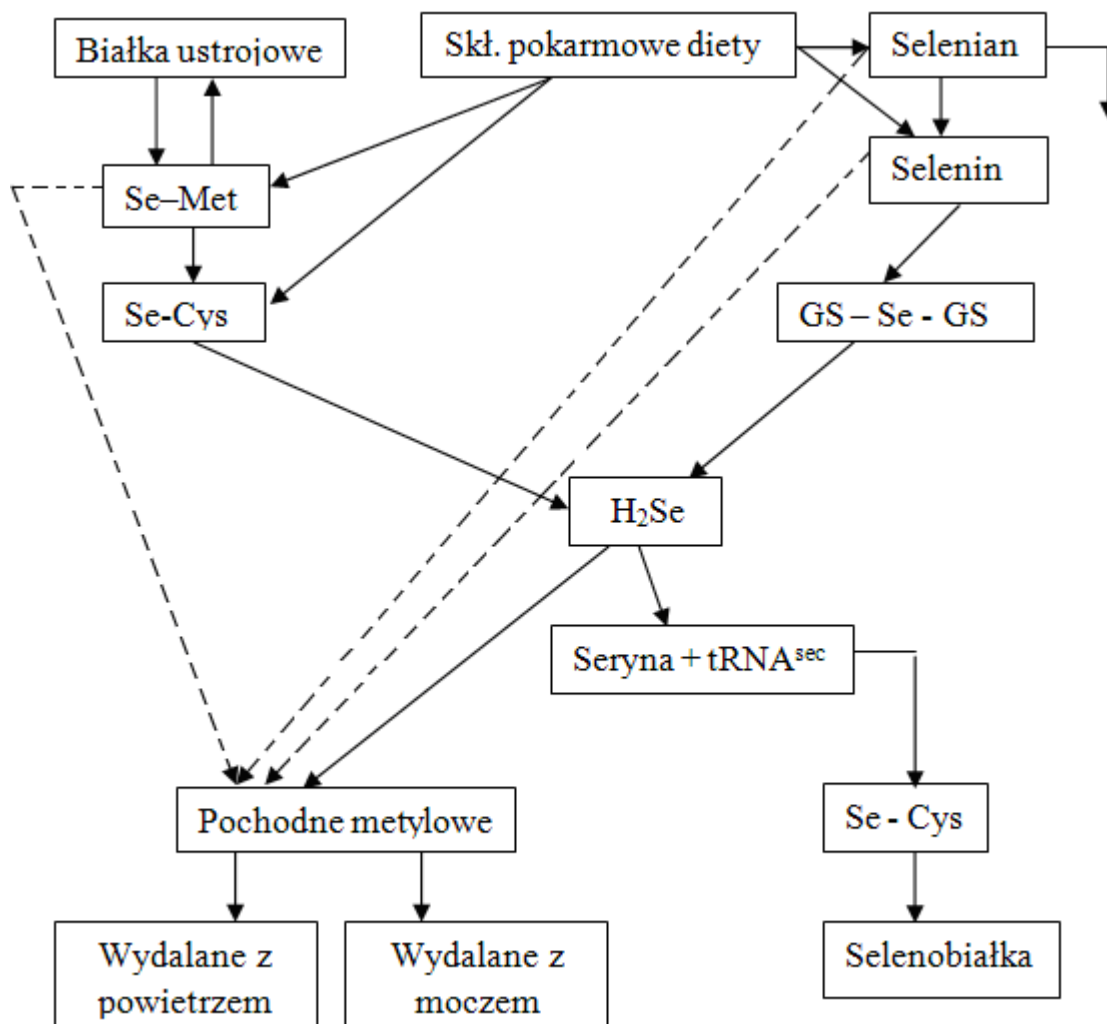 Białka ustrojowe
Skł. pokarmowe diety
Selenian
Selenin
Se–Met
Se-Cys
GS – Se - GS
H₂Se
Seryna + tRNAˢᵉᶜ
Pochodne metylowe
Se - Cys
Wydalane z
powietrzem
Wydalane z
moczem
Selenobiałka